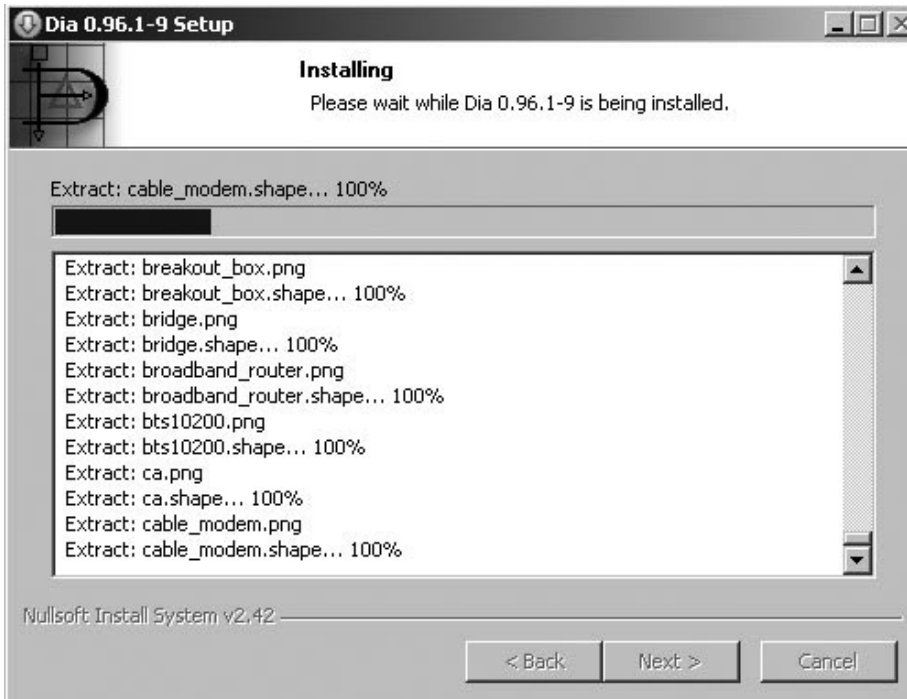 Dia 0.96.1-9 Setup
Installing
Please wait while Dia 0.96.1-9 is being installed.
Extract: cable_modem.shape... 100%
Extract: breakout_box.png
Extract: breakout_box.shape... 100%
Extract: bridge.png
Extract: bridge.shape... 100%
Extract: broadband_router.png
Extract: broadband_router.shape... 100%
Extract: bts10200.png
Extract: bts10200.shape... 100%
Extract: ca.png
Extract: ca.shape... 100%
Extract: cable_modem.png
Extract: cable_modem.shape... 100%
Nullsoft Install System v2.42
< Back Next > Cancel